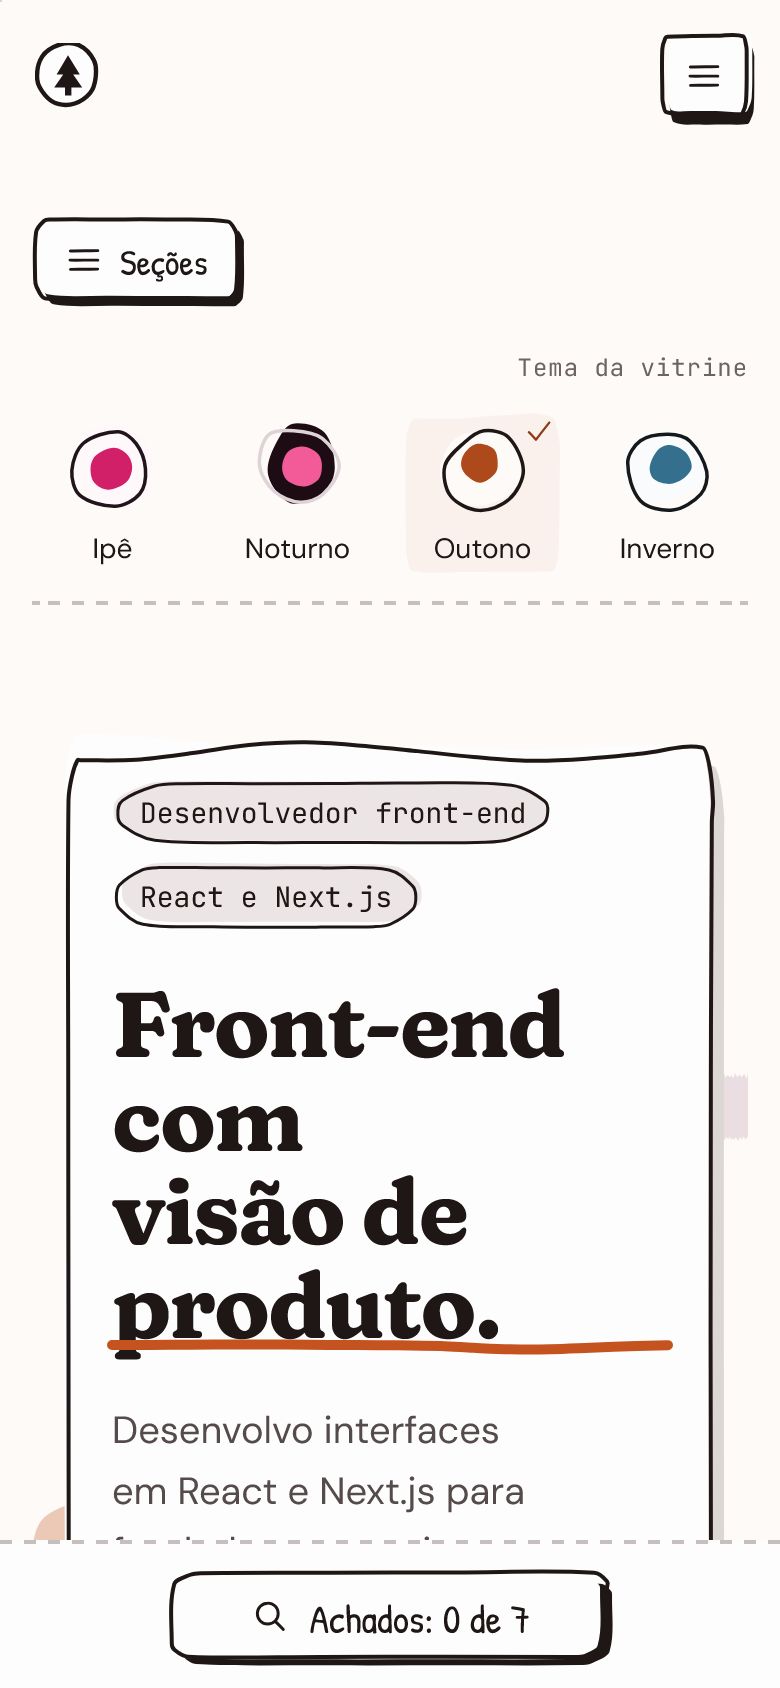 Seções
Tema da vitrine
Ipê
Noturno
Outono
Inverno
Desenvolvedor front-end
React e Next.js
Front-end
com
visão de
produto.
Desenvolvo interfaces
em React e Next.js para
Achados: 0 de 7